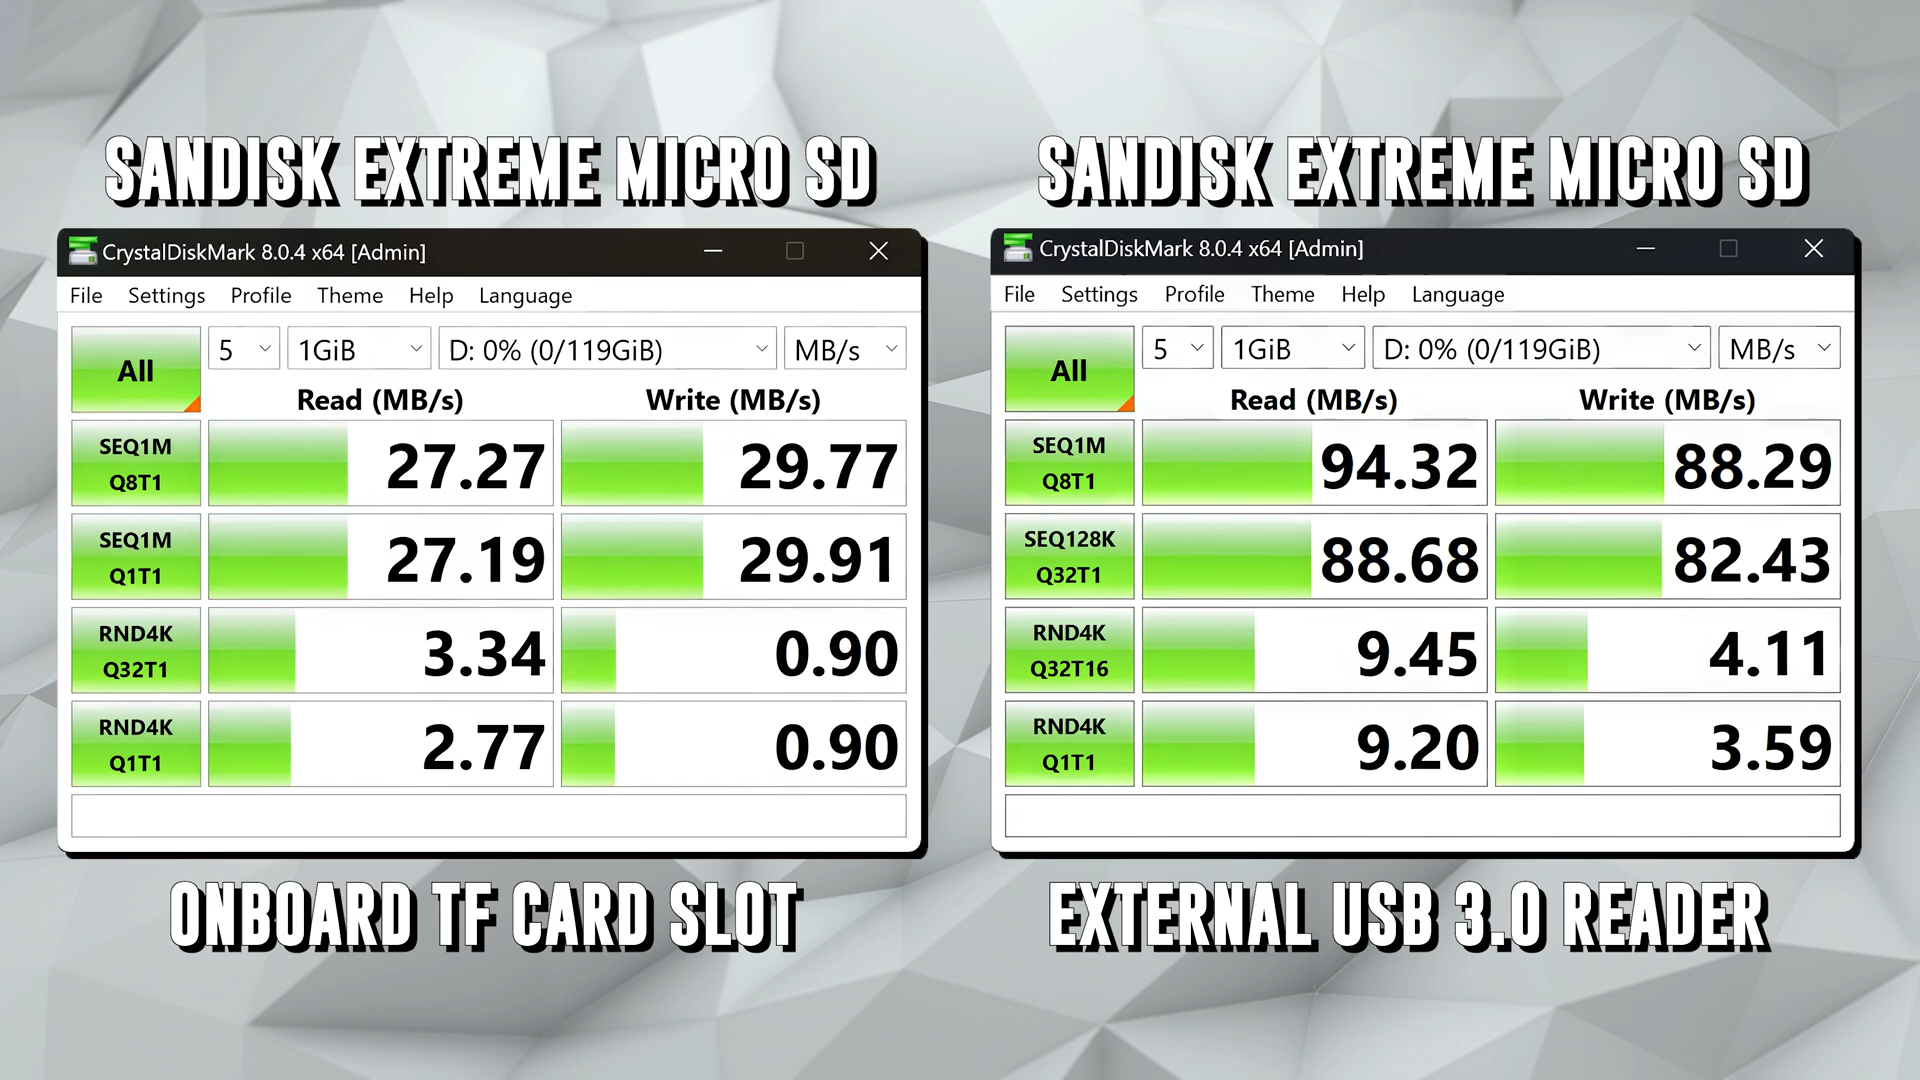 SANDISK EXTREME MICRO SD
CrystalDiskMark 8.0.4 x64 [Admin]
File Settings Profile Theme Help Language
All
5 1GiB D: 0% (0/119GiB) MB/s
Read (MB/s) Write (MB/s)
SEQ1M
Q8T1
27.27 29.77
SEQ1M
Q1T1
27.19 29.91
RND4K
Q32T1
3.34 0.90
RND4K
Q1T1
2.77 0.90
ONBOARD TF CARD SLOT
SANDISK EXTREME MICRO SD
CrystalDiskMark 8.0.4 x64 [Admin]
File Settings Profile Theme Help Language
All
5 1GiB D: 0% (0/119GiB) MB/s
Read (MB/s) Write (MB/s)
SEQ1M
Q8T1
94.32 88.29
SEQ128K
Q32T1
88.68 82.43
RND4K
Q32T16
9.45 4.11
RND4K
Q1T1
9.20 3.59
EXTERNAL USB 3.0 READER